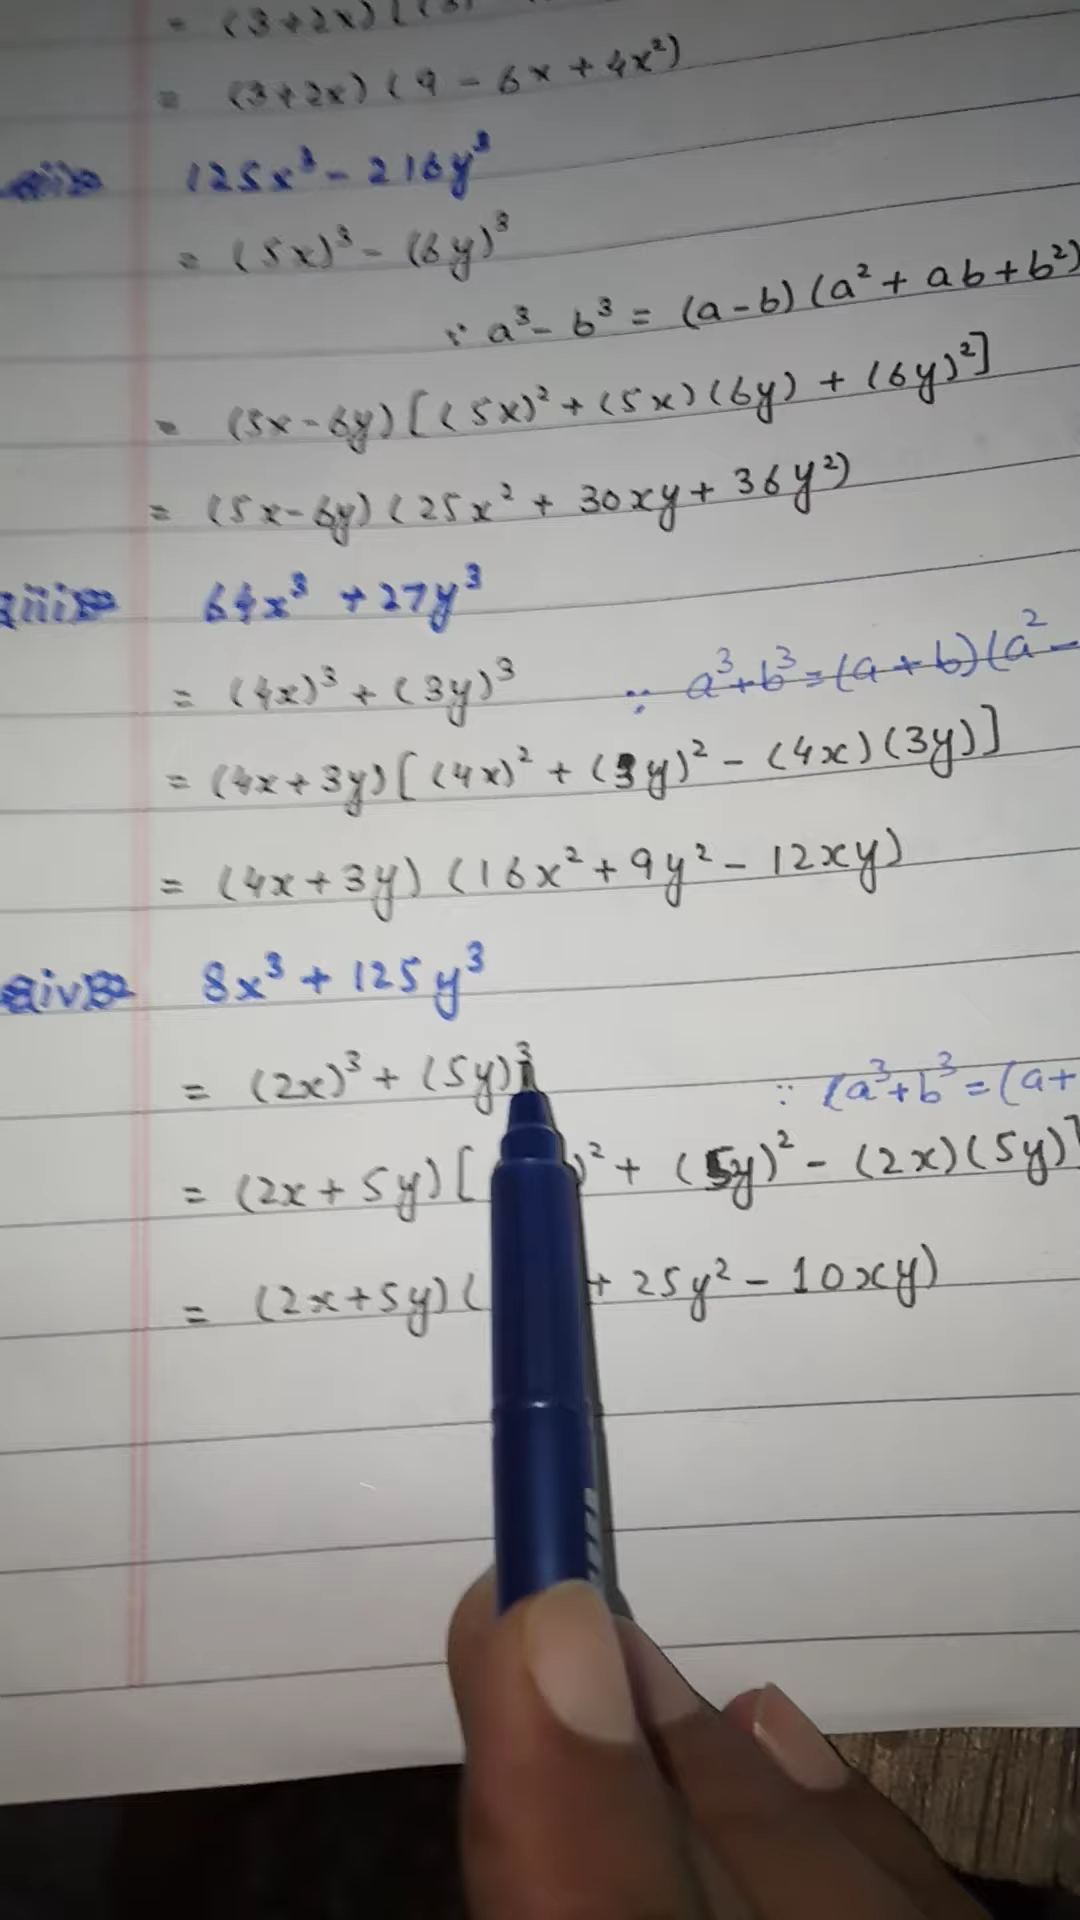 = (3+2x)
= (3+2x) (9 - 6x + 4x²)
125x³ - 216y³
= (5x)³ - (6y)³
∵ a³ - b³ = (a-b) (a² + ab + b²)
= (5x-6y) [(5x)² + (5x) (6y) + (6y)²]
= (5x-6y) (25x² + 30xy + 36y²)
iii 64x³ + 27y³
= (4x)³ + (3y)³ ∵ a³+b³ = (a+b)(a² -
= (4x+3y) [(4x)² + (3y)² - (4x) (3y)]
= (4x+3y) (16x² + 9y² - 12xy)
iv 8x³ + 125y³
= (2x)³ + (5y)³ ∵ (a³+b³ = (a+
= (2x+5y) [ )² + (5y)² - (2x) (5y)]
= (2x+5y) ( + 25y² - 10xy)